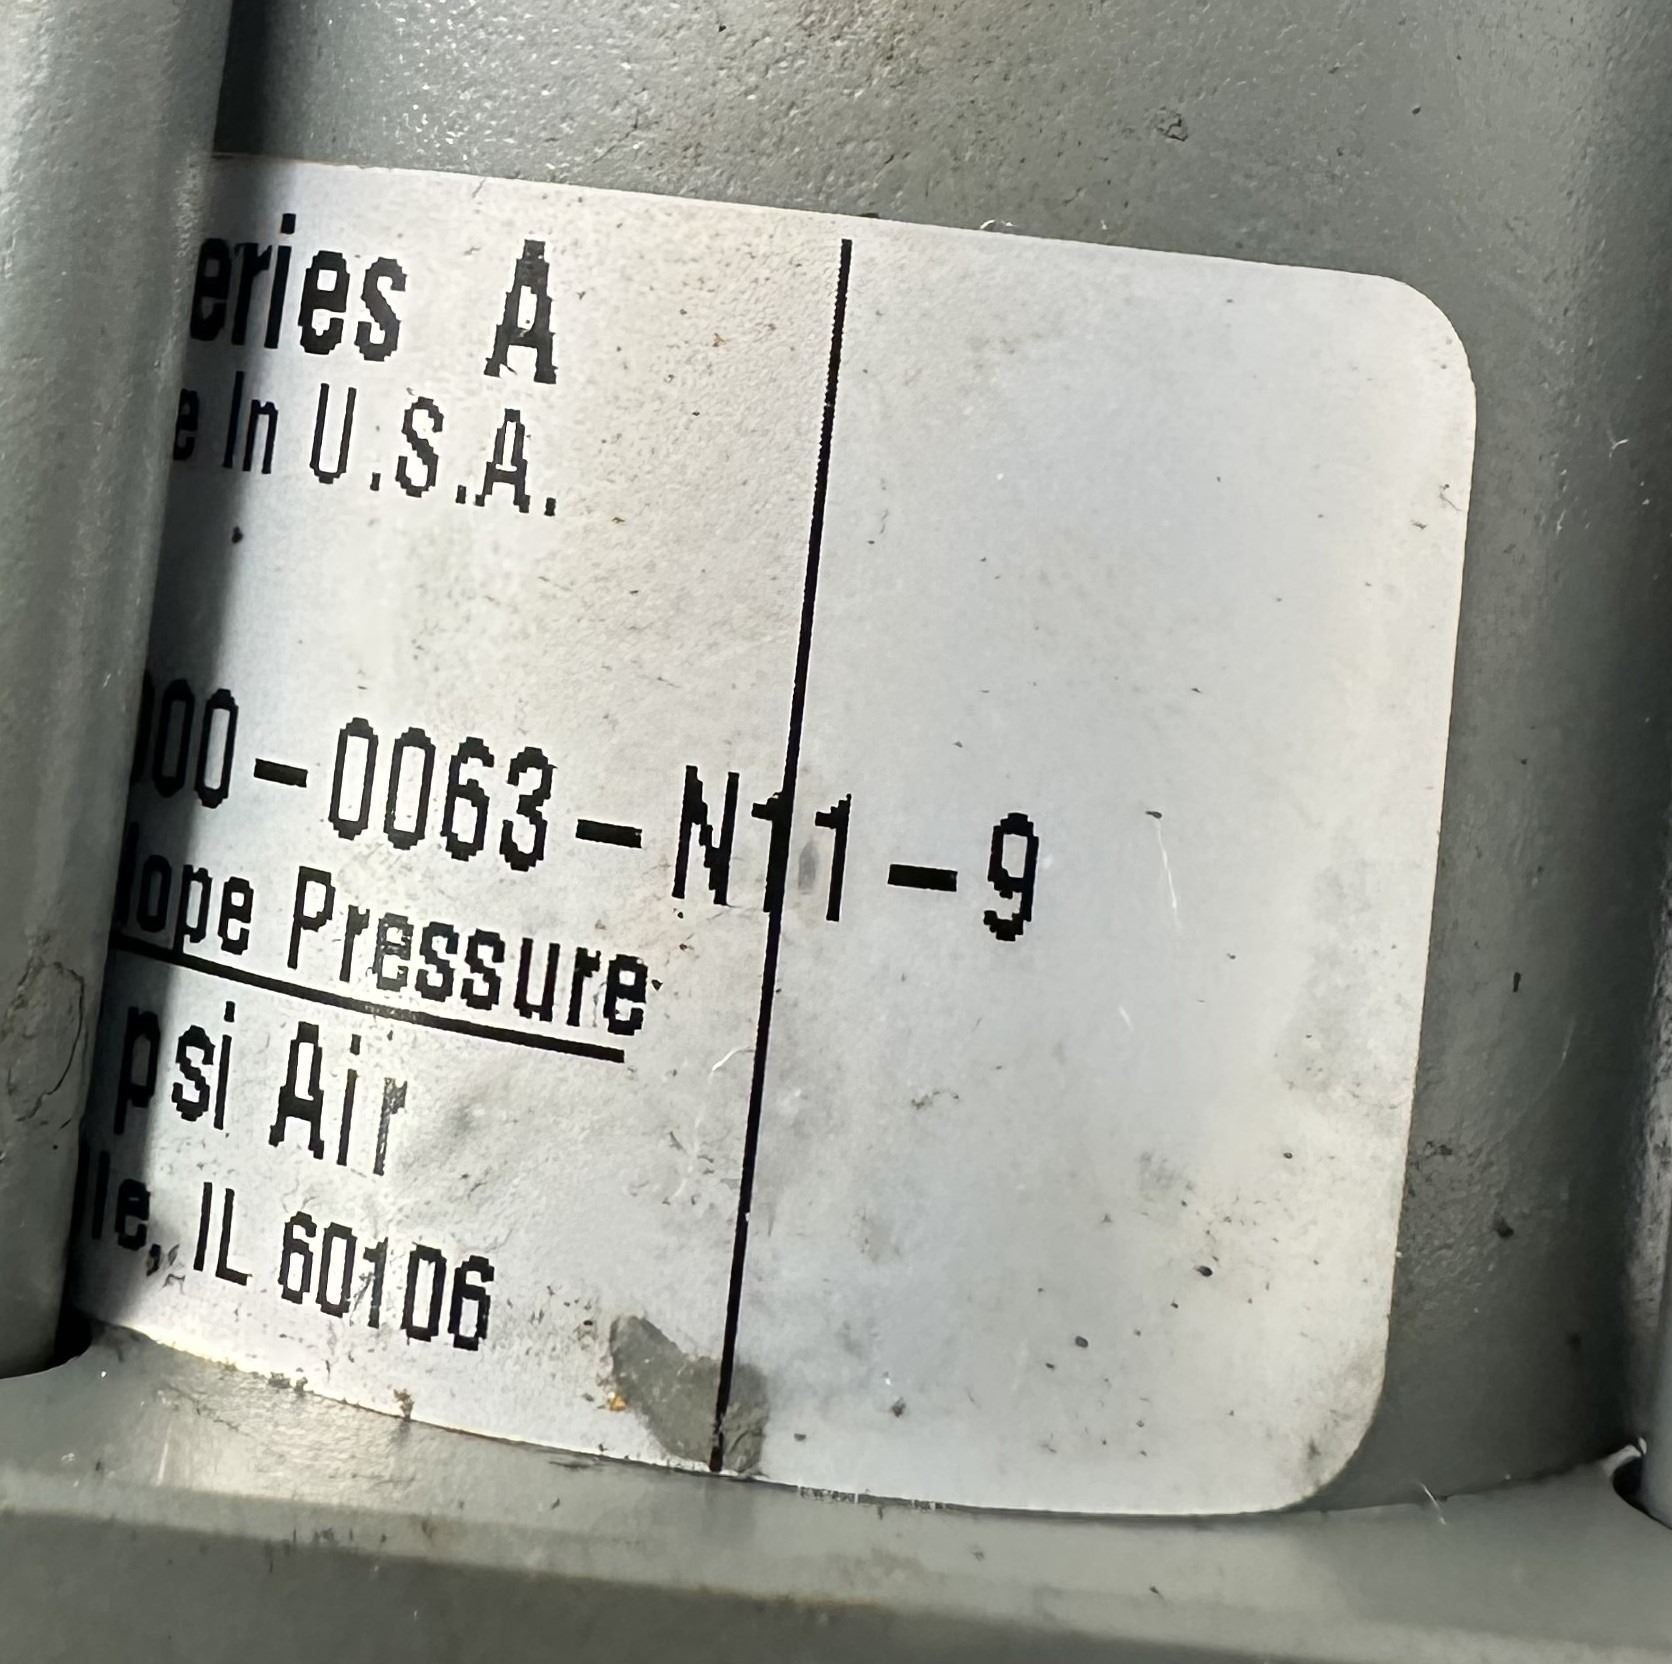 eries A
e In U.S.A.
00-0063-N11-9
lope Pressure
psi Air
lle, IL 60106